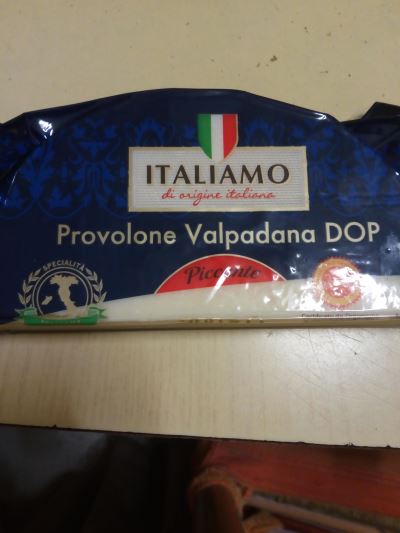 ITALIAMO
di origine italiana
Provolone Valpadana DOP
Piccante
SPECIALITÀ